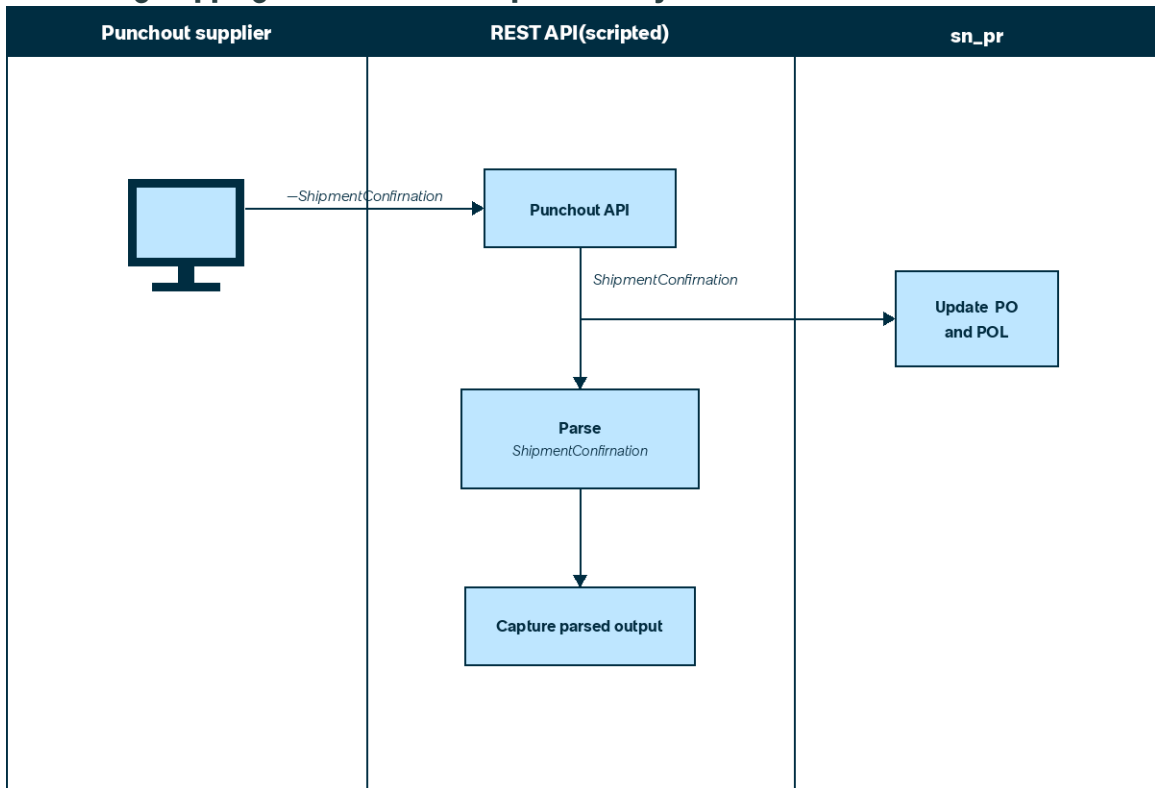 Punchout supplier
REST API(scripted)
sn_pr
—ShipmentConfirnation
Punchout API
ShipmentConfirnation
Update PO
and POL
Parse
ShipmentConfirnation
Capture parsed output